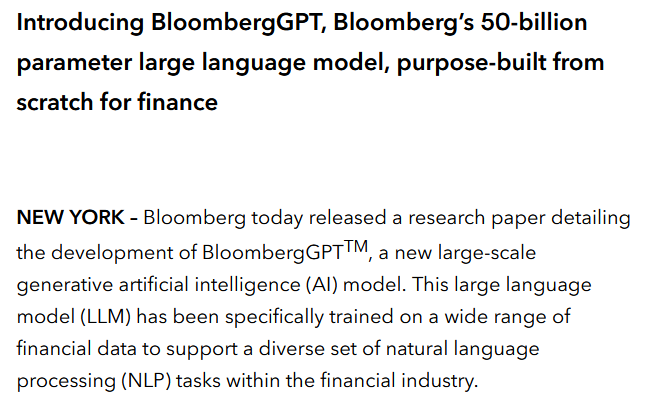 Introducing BloombergGPT, Bloomberg’s 50-billion
parameter large language model, purpose-built from
scratch for finance
NEW YORK – Bloomberg today released a research paper detailing
the development of BloombergGPTTM, a new large-scale
generative artificial intelligence (AI) model. This large language
model (LLM) has been specifically trained on a wide range of
financial data to support a diverse set of natural language
processing (NLP) tasks within the financial industry.